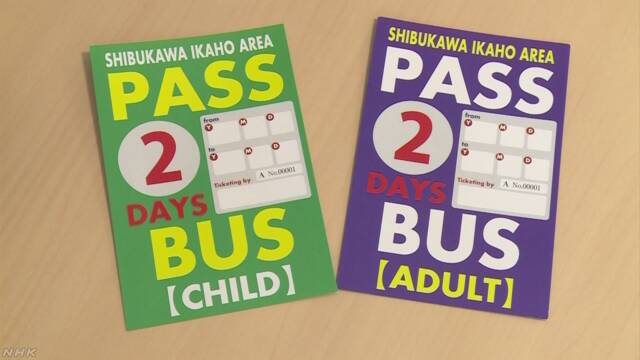 SHIBUKAWA IKAHO AREA
PASS
2
DAYS
from
Y M D
to
Y M D
Ticketing by
A No.00001
BUS
【CHILD】
SHIBUKAWA IKAHO AREA
PASS
2
DAYS
from
Y M D
to
Y M D
Ticketing by
A No.00001
BUS
【ADULT】
NHK